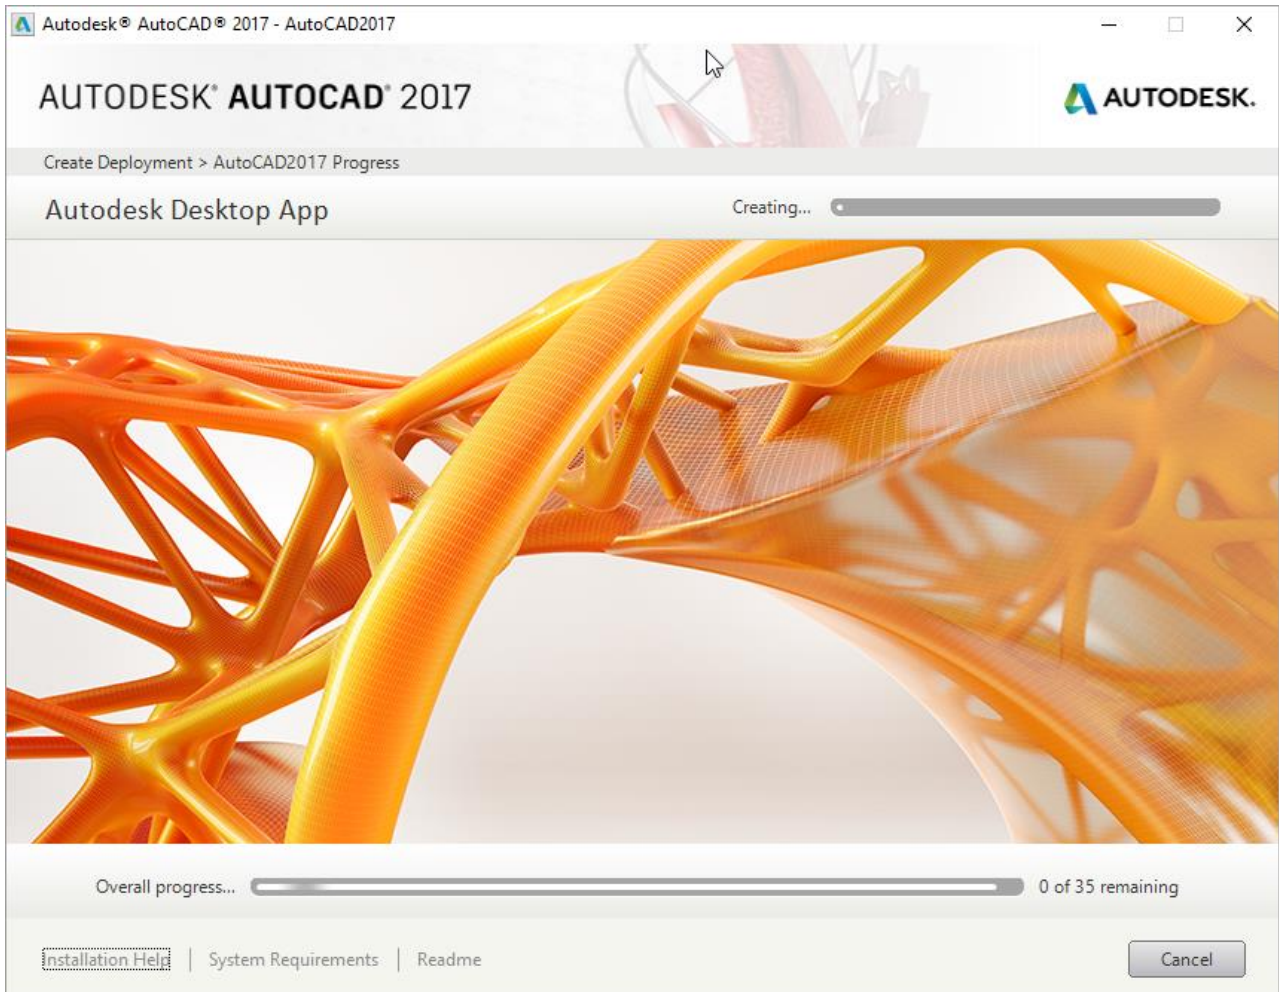 Autodesk® AutoCAD® 2017 - AutoCAD2017
AUTODESK® AUTOCAD® 2017
AUTODESK.
Create Deployment > AutoCAD2017 Progress
Autodesk Desktop App
Creating...
Overall progress...
0 of 35 remaining
Installation Help | System Requirements | Readme
Cancel